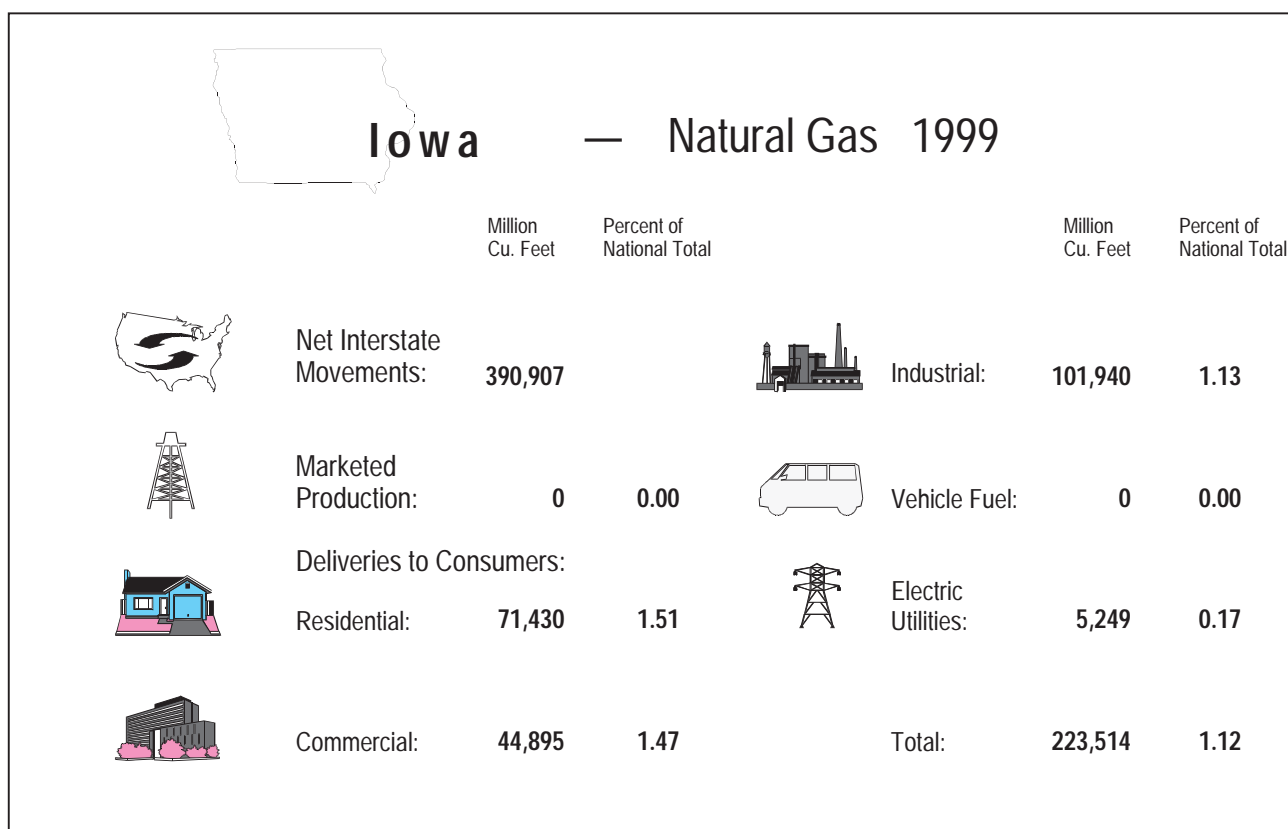 Iowa — Natural Gas 1999
Million Cu. Feet Percent of National Total
Million Cu. Feet Percent of National Total
Net Interstate
Movements: 390,907
Marketed
Production: 0 0.00
Deliveries to Consumers:
Residential: 71,430 1.51
Commercial: 44,895 1.47
Industrial: 101,940 1.13
Vehicle Fuel: 0 0.00
Electric
Utilities: 5,249 0.17
Total: 223,514 1.12